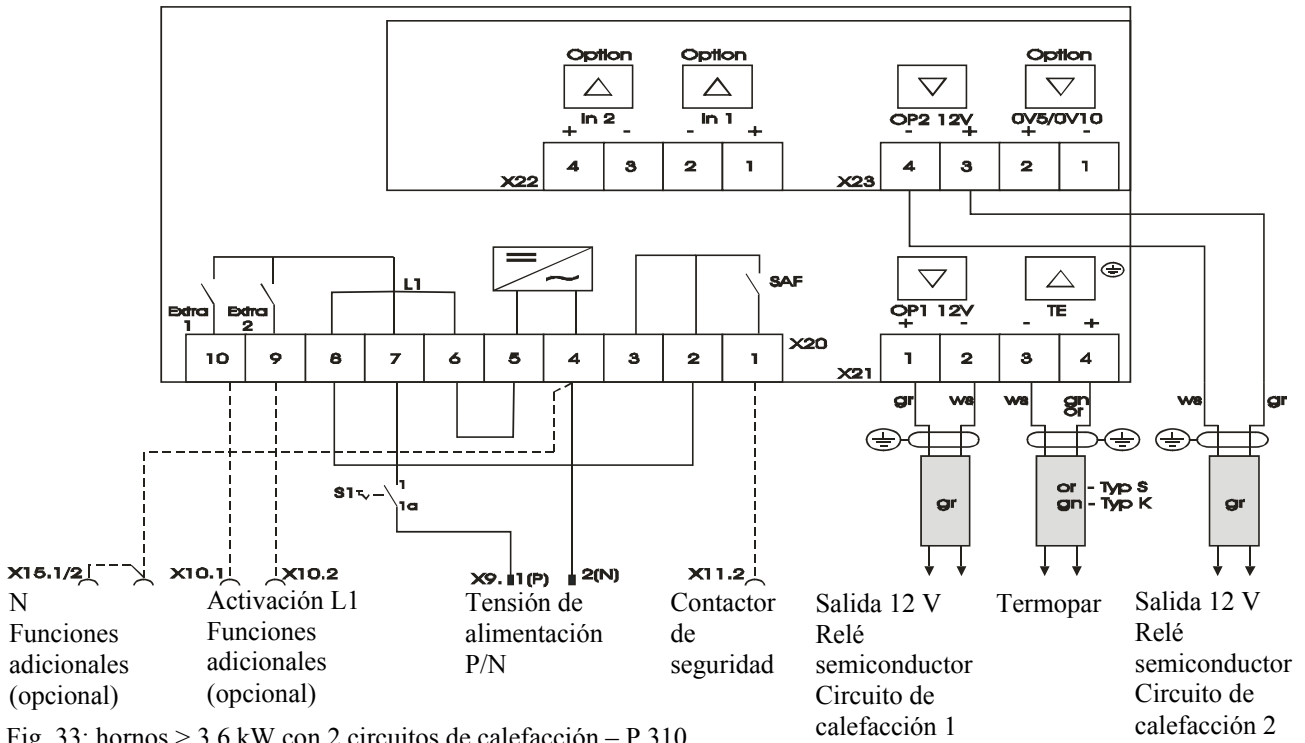 Option Option Option
In 2 In 1 OP2 12V 0V5/0V10
+ - - + - + + -
X22 4 3 2 1 X23 4 3 2 1
L1 SAF ws gr
Extra 1 Extra 2 OP1 12V TE
+ - - +
10 9 8 7 6 5 4 3 2 1 X20 X21 1 2 3 4
gr ws ws gn or ws gr
S1 1 1a
gr or - Typ S gr
gn - Typ K
X15.1/2 X10.1 X10.2 X9. 1(P) 2(N) X11.2
N
Funciones
adicionales
(opcional)
Activación L1
Funciones
adicionales
(opcional)
Tensión de
alimentación
P/N
Contactor
de
seguridad
Salida 12 V
Relé
semiconductor
Circuito de
calefacción 1
Termopar
Salida 12 V
Relé
semiconductor
Circuito de
calefacción 2
Fig. 33: hornos > 3,6 kW con 2 circuitos de calefacción – P 310